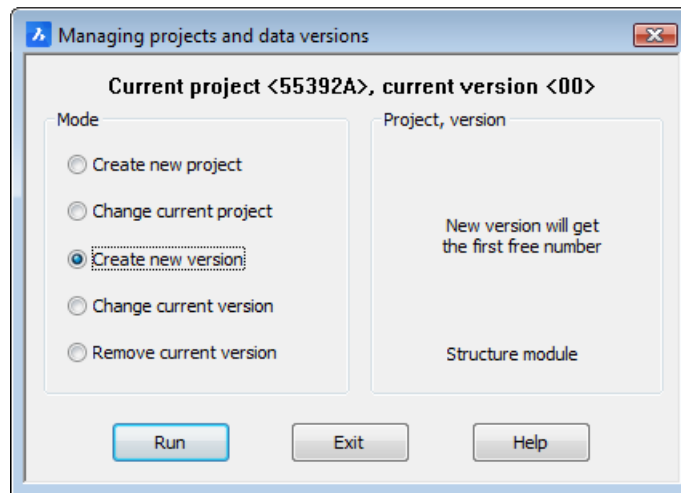 Managing projects and data versions
Current project <55392A>, current version <00>
Mode
Create new project
Change current project
Create new version
Change current version
Remove current version
Project, version
New version will get
the first free number
Structure module
Run
Exit
Help